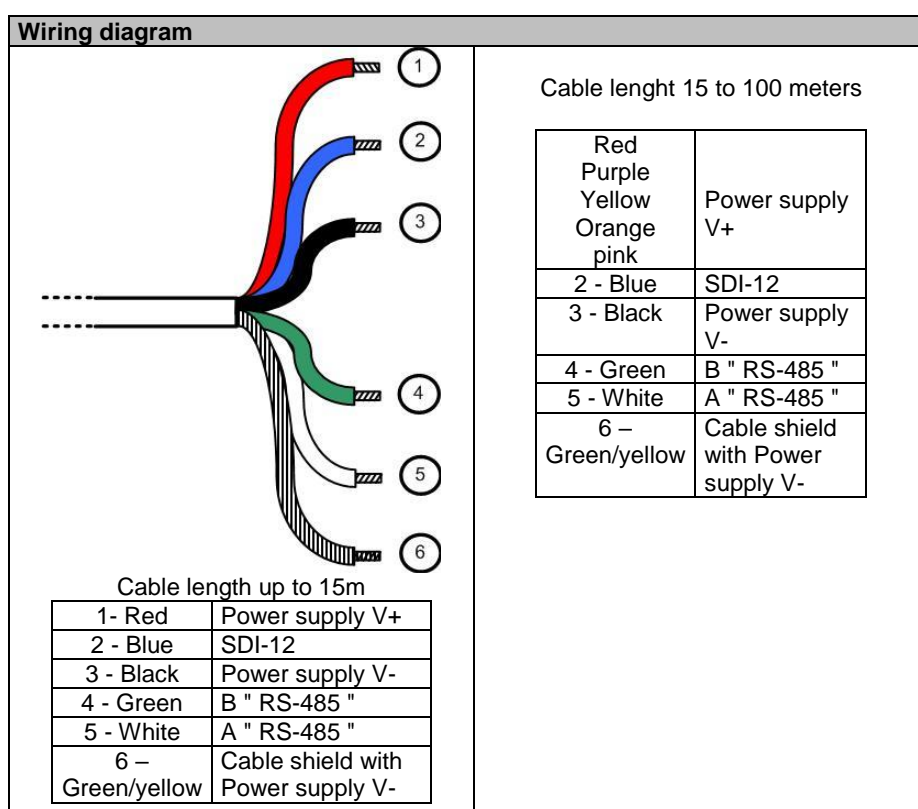 Wiring diagram
1
2
3
4
5
6
Cable length up to 15m
1- Red Power supply V+
2 - Blue SDI-12
3 - Black Power supply V-
4 - Green B " RS-485 "
5 - White A " RS-485 "
6 – Cable shield with
Green/yellow Power supply V-
Cable lenght 15 to 100 meters
Red
Purple
Yellow Power supply
Orange V+
pink
2 - Blue SDI-12
3 - Black Power supply
V-
4 - Green B " RS-485 "
5 - White A " RS-485 "
6 – Cable shield
Green/yellow with Power
supply V-